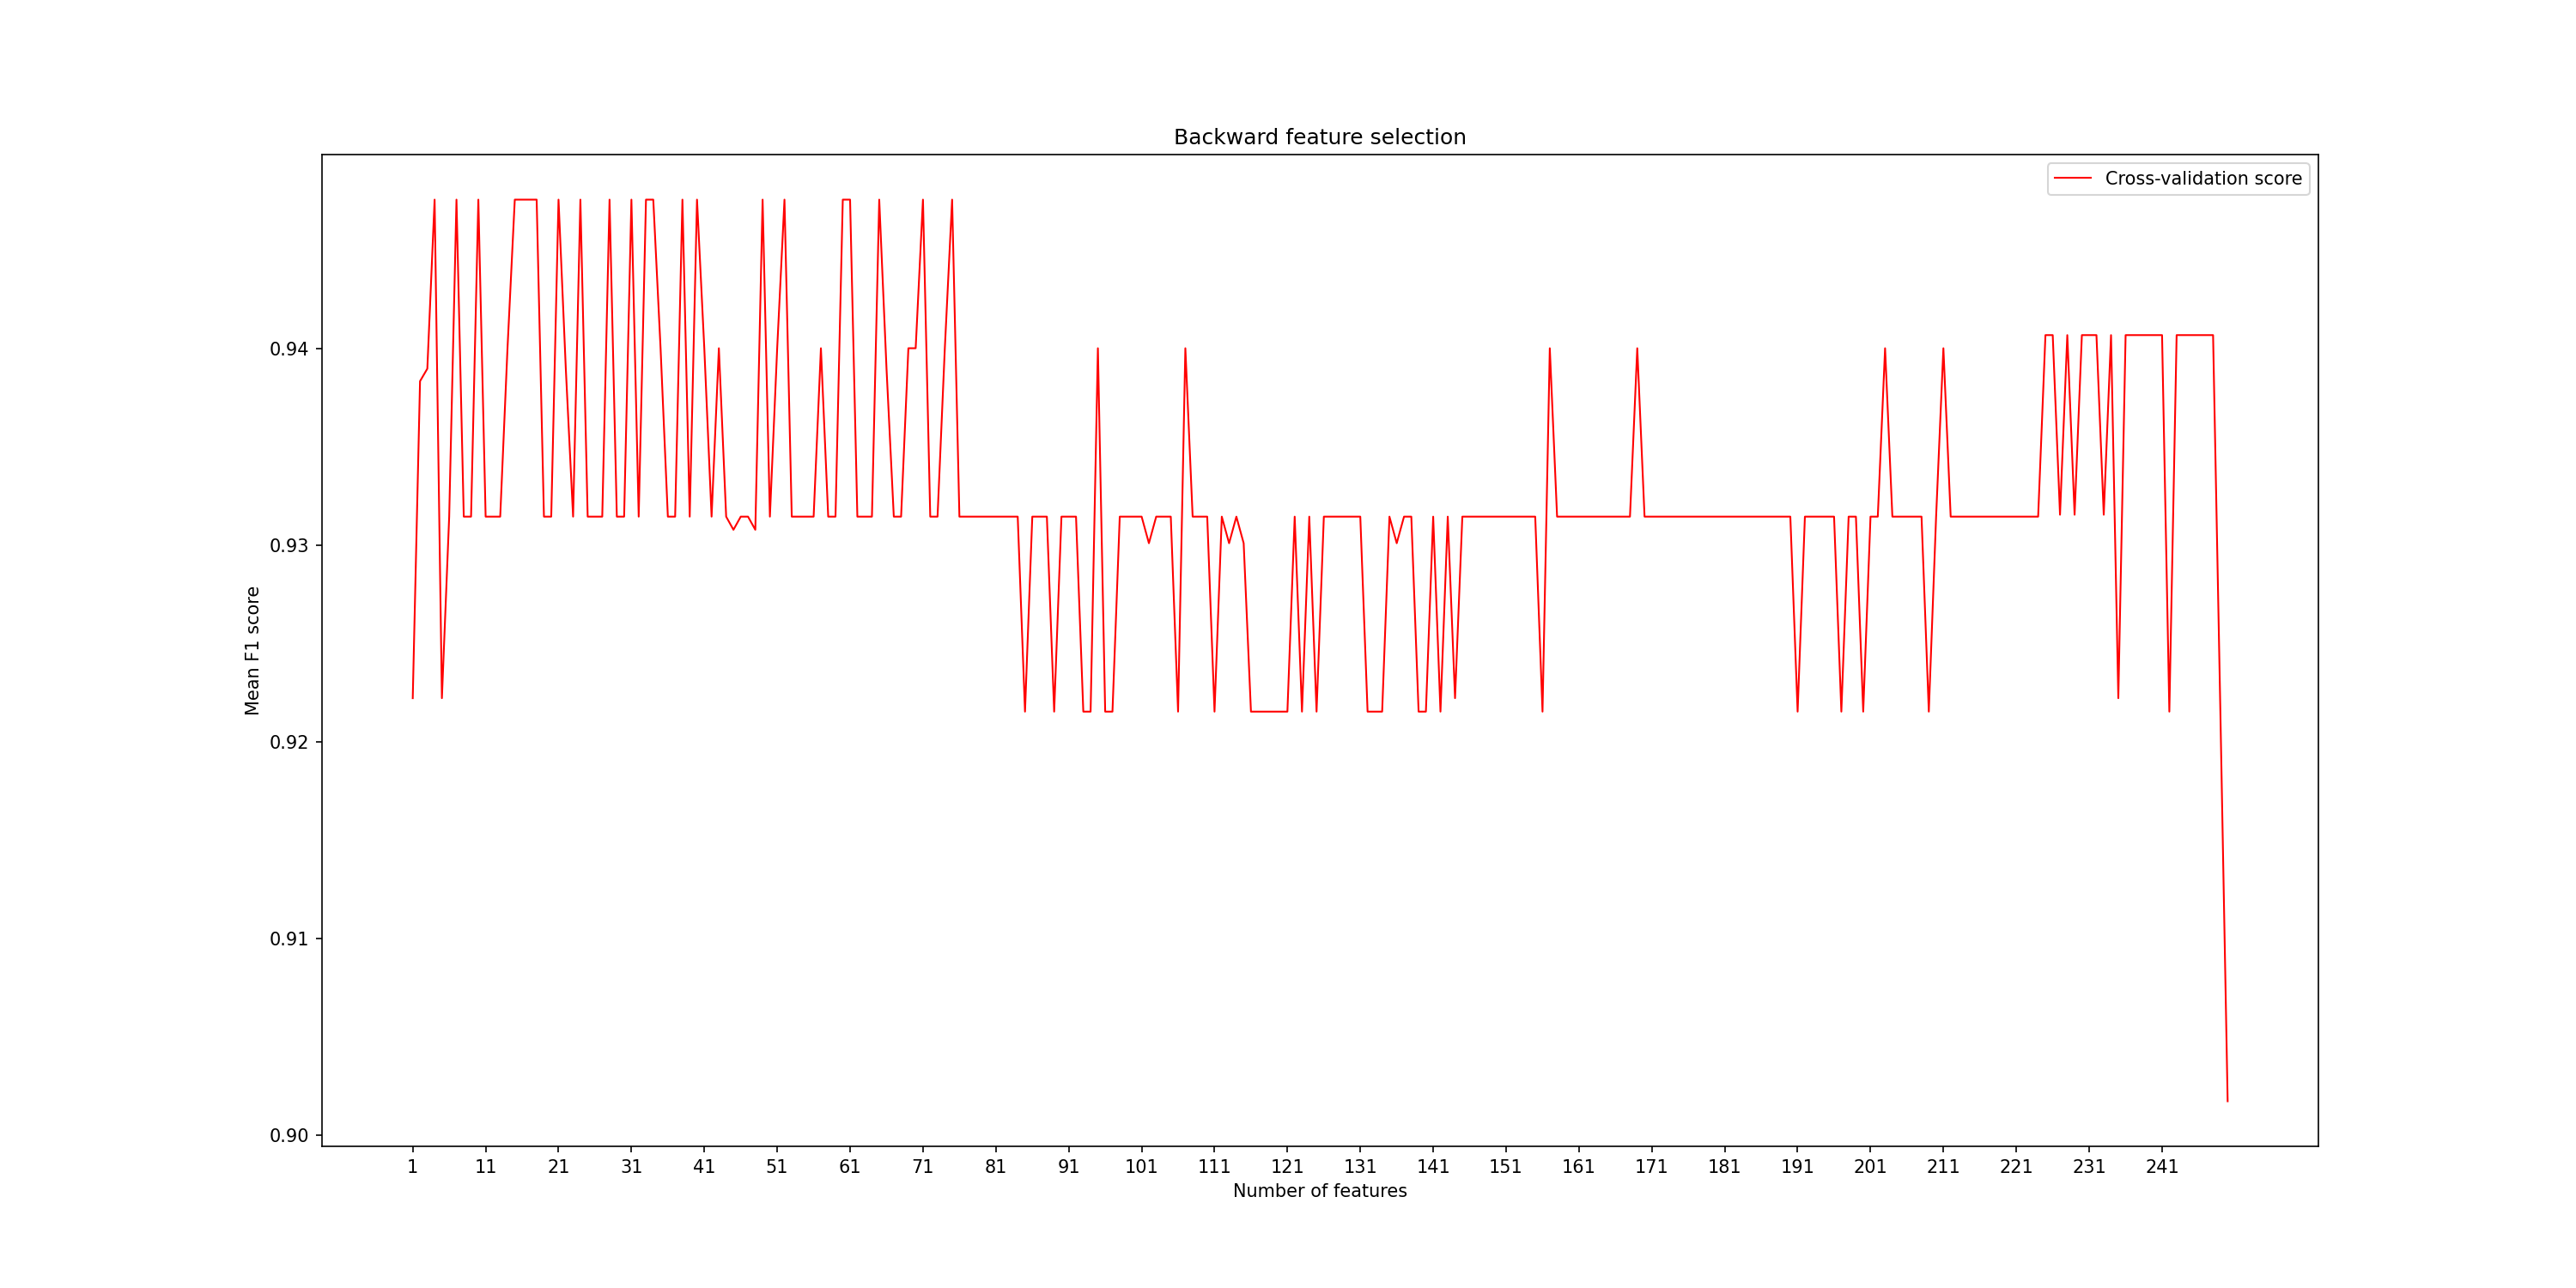 Backward feature selection
Cross-validation score
Mean F1 score
0.94
0.93
0.92
0.91
0.90
1 11 21 31 41 51 61 71 81 91 101 111 121 131 141 151 161 171 181 191 201 211 221 231 241
Number of features